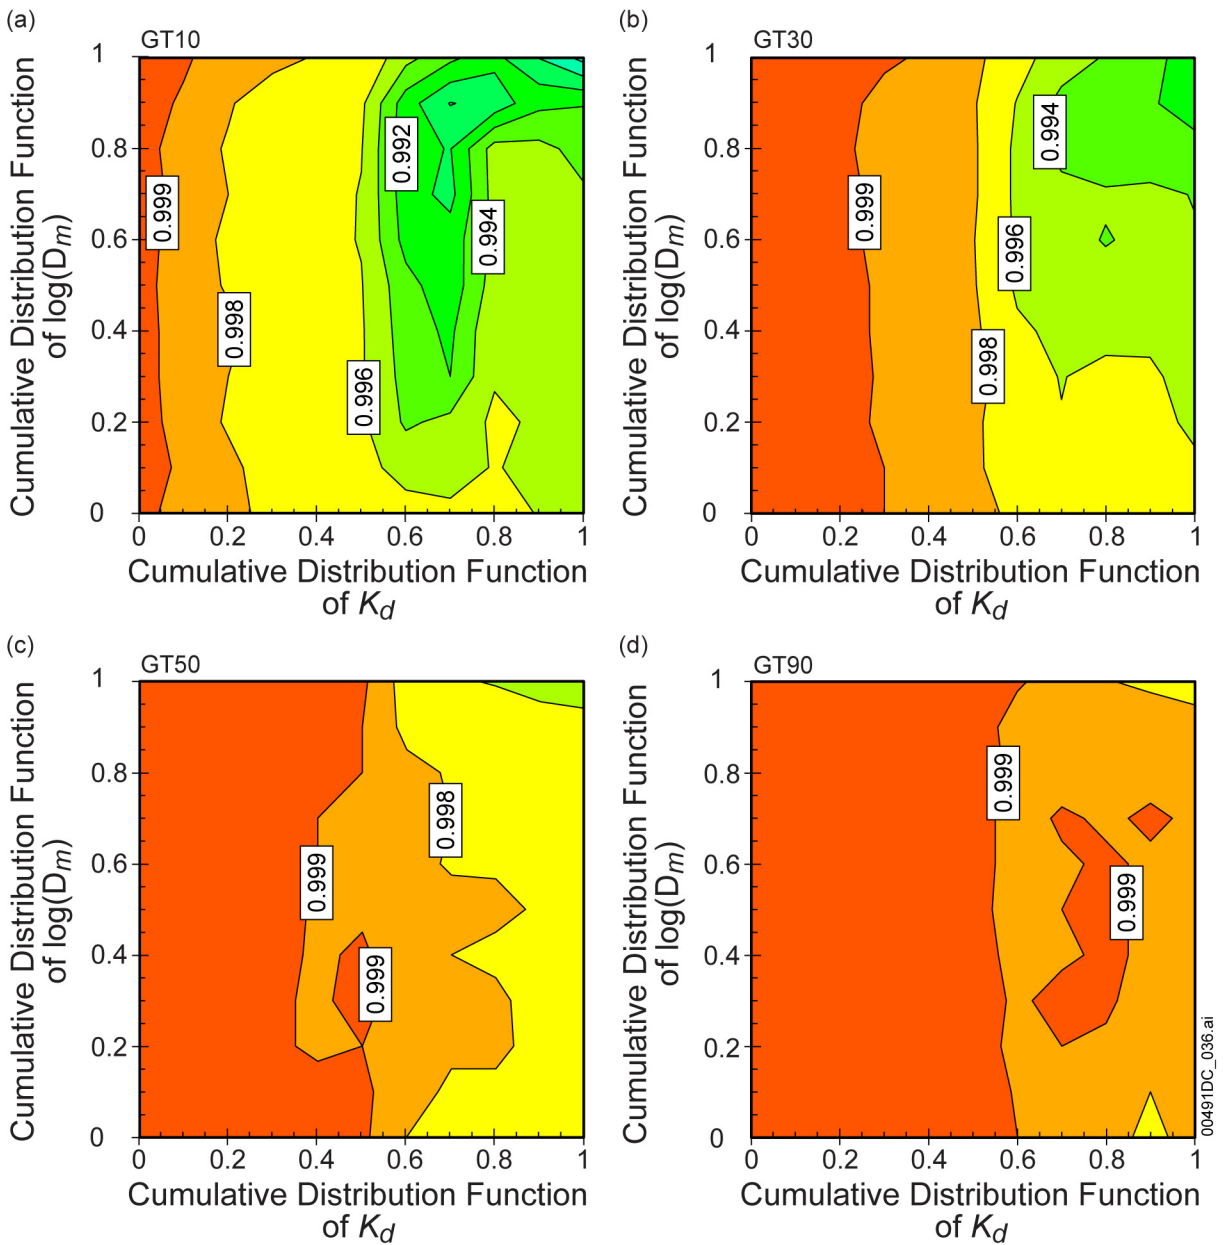 (a)
GT10
Cumulative Distribution Function
of log(Dm)
1
0.8
0.6
0.4
0.2
0
0.999
0.998
0.996
0.992
0.994
0 0.2 0.4 0.6 0.8 1
Cumulative Distribution Function
of Kd
(b)
GT30
Cumulative Distribution Function
of log(Dm)
1
0.8
0.6
0.4
0.2
0
0.999
0.998
0.996
0.994
0 0.2 0.4 0.6 0.8 1
Cumulative Distribution Function
of Kd
(c)
GT50
Cumulative Distribution Function
of log(Dm)
1
0.8
0.6
0.4
0.2
0
0.999
0.999
0.998
0 0.2 0.4 0.6 0.8 1
Cumulative Distribution Function
of Kd
(d)
GT90
Cumulative Distribution Function
of log(Dm)
1
0.8
0.6
0.4
0.2
0
0.999
0.999
0 0.2 0.4 0.6 0.8 1
Cumulative Distribution Function
of Kd
00491DC_036.ai